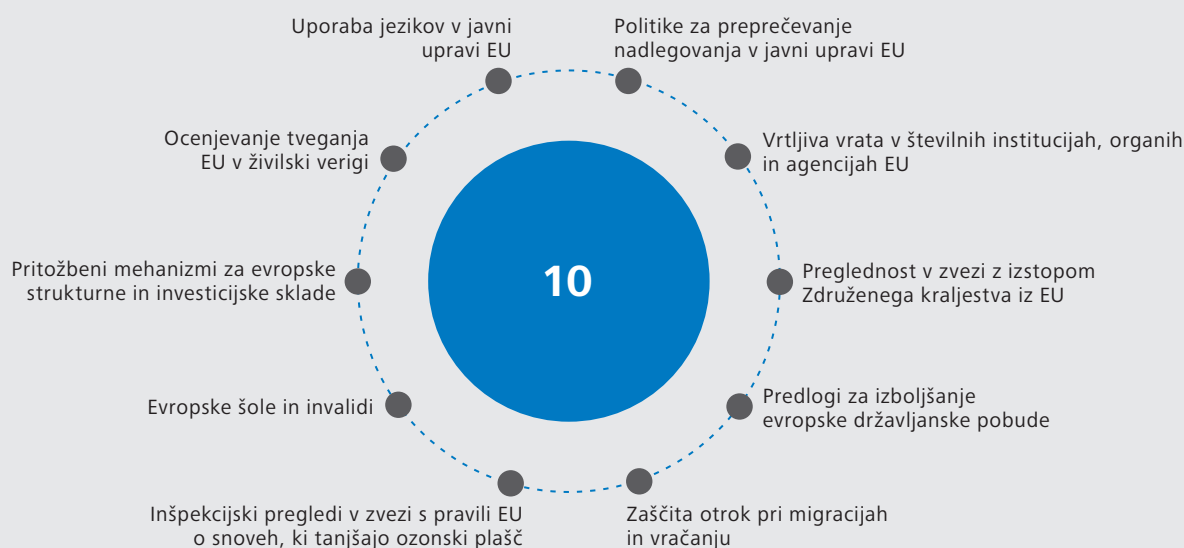 Uporaba jezikov v javni
upravi EU
Politike za preprečevanje
nadlegovanja v javni upravi EU
Ocenjevanje tveganja
EU v živilski verigi
Vrtljiva vrata v številnih institucijah, organih
in agencijah EU
Pritožbeni mehanizmi za evropske
strukturne in investicijske sklade
10
Preglednost v zvezi z izstopom
Združenega kraljestva iz EU
Evropske šole in invalidi
Predlogi za izboljšanje
evropske državljanske pobude
Inšpekcijski pregledi v zvezi s pravili EU
o snoveh, ki tanjšajo ozonski plašč
Zaščita otrok pri migracijah
in vračanju